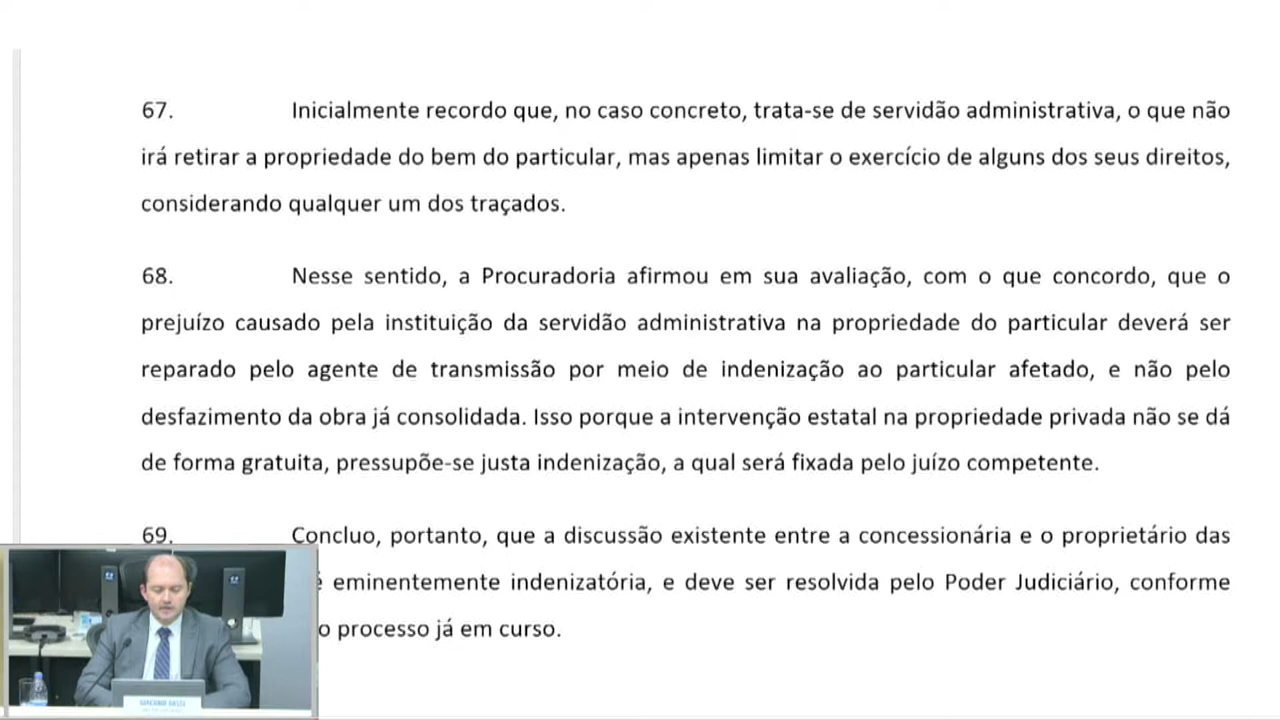 67. Inicialmente recordo que, no caso concreto, trata-se de servidão administrativa, o que não
irá retirar a propriedade do bem do particular, mas apenas limitar o exercício de alguns dos seus direitos,
considerando qualquer um dos traçados.
68. Nesse sentido, a Procuradoria afirmou em sua avaliação, com o que concordo, que o
prejuízo causado pela instituição da servidão administrativa na propriedade do particular deverá ser
reparado pelo agente de transmissão por meio de indenização ao particular afetado, e não pelo
desfazimento da obra já consolidada. Isso porque a intervenção estatal na propriedade privada não se dá
de forma gratuita, pressupõe-se justa indenização, a qual será fixada pelo juízo competente.
69. Concluo, portanto, que a discussão existente entre a concessionária e o proprietário das
é eminentemente indenizatória, e deve ser resolvida pelo Poder Judiciário, conforme
o processo já em curso.